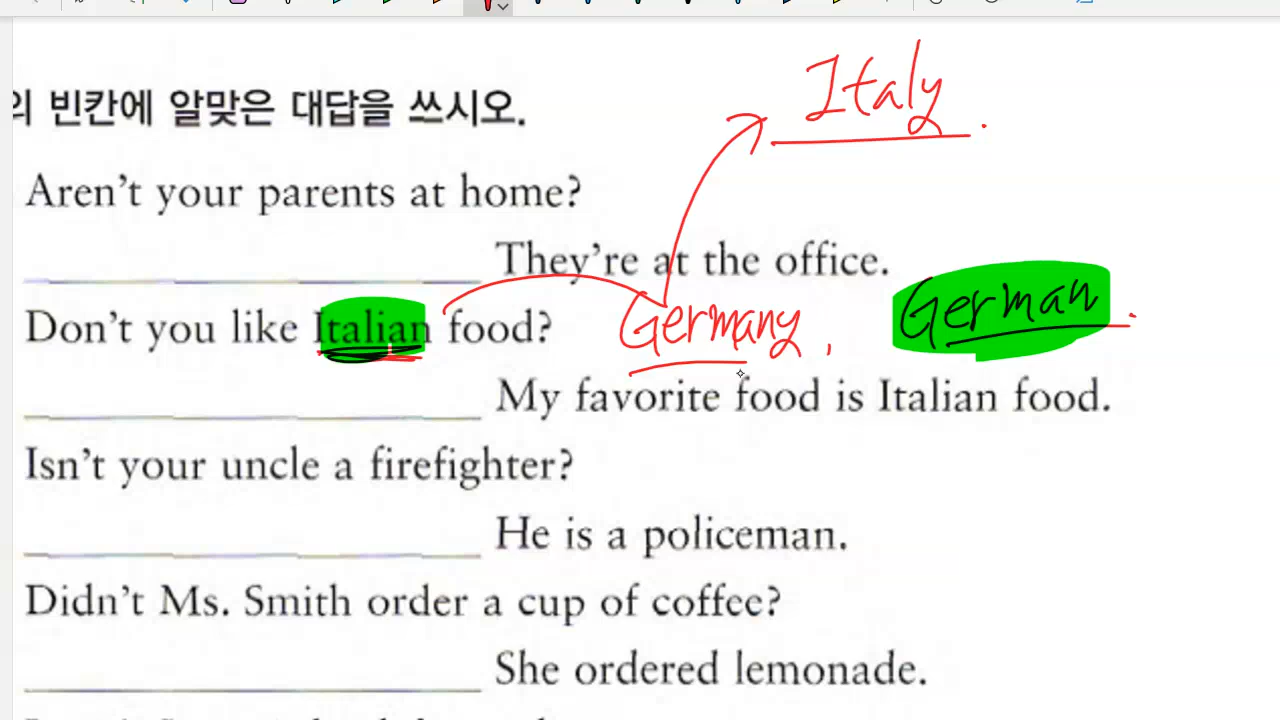 의 빈칸에 알맞은 대답을 쓰시오.
Italy.
Aren't your parents at home?
They're at the office.
Don't you like Italian food?
Germany,
German.
My favorite food is Italian food.
Isn't your uncle a firefighter?
He is a policeman.
Didn't Ms. Smith order a cup of coffee?
She ordered lemonade.